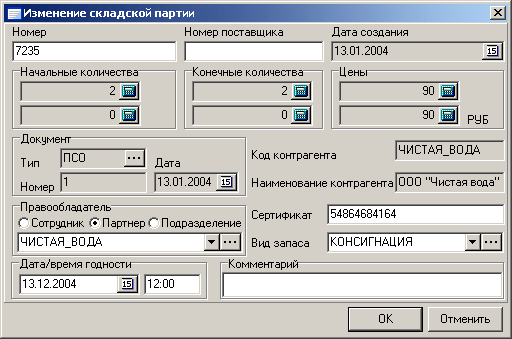 Изменение складской партии
Номер Номер поставщика Дата создания
7235 13.01.2004 15
Начальные количества Конечные количества Цены
2 2 90
0 0 90 РУБ
Документ
Тип ПСО ... Дата Код контрагента ЧИСТАЯ_ВОДА
Номер 1 13.01.2004 15 Наименование контрагента ООО "Чистая вода"
Правообладатель
Сотрудник Партнер Подразделение Сертификат 54864684164
ЧИСТАЯ_ВОДА ... Вид запаса КОНСИГНАЦИЯ ...
Дата/время годности Комментарий
13.12.2004 15 12:00
OK Отменить